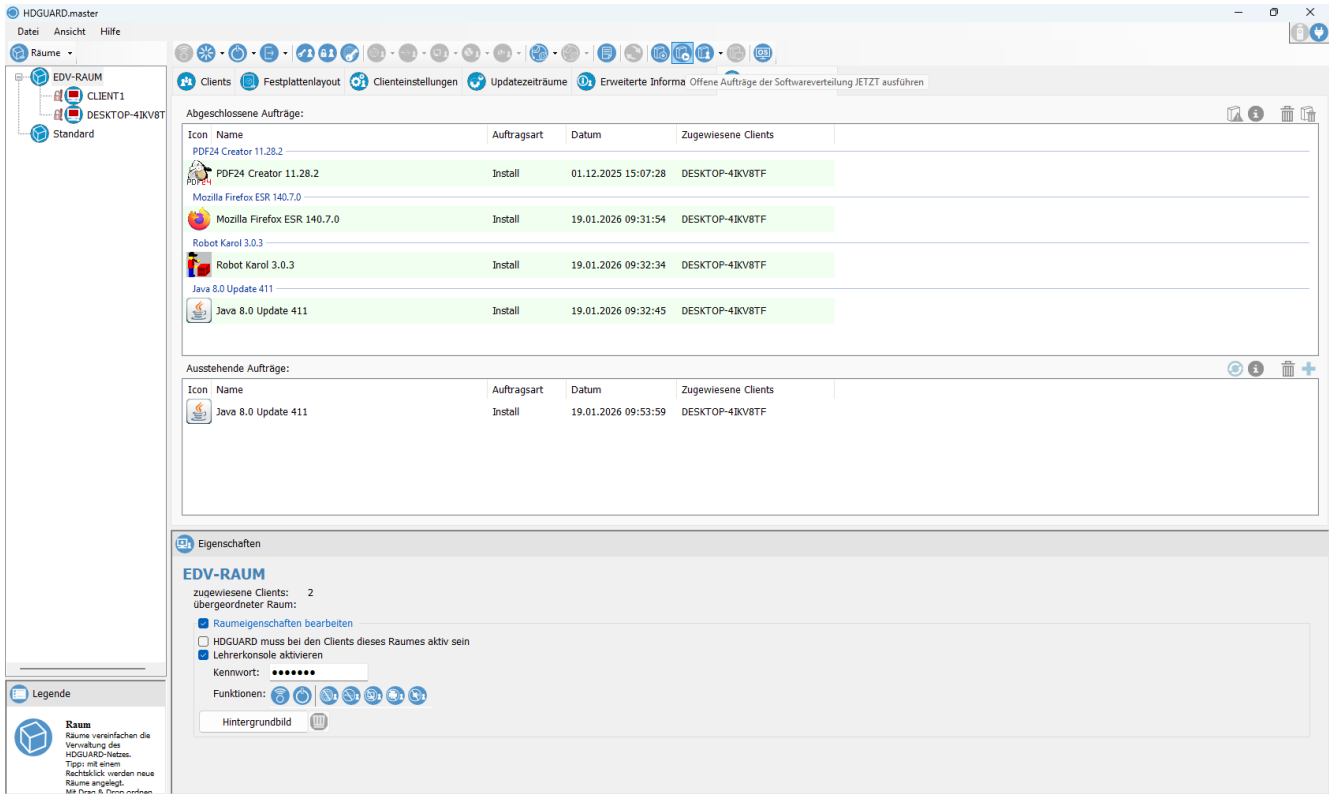 HDGUARD.master
Datei Ansicht Hilfe
Räume
EDV-RAUM
CLIENT1
DESKTOP-4IKV8T
Standard
Clients Festplattenlayout Clienteinstellungen Updatezeiträume Erweiterte Informa
Offene Aufträge der Softwareverteilung JETZT ausführen
Abgeschlossene Aufträge:
Icon Name Auftragsart Datum Zugewiesene Clients
PDF24 Creator 11.28.2
PDF24 Creator 11.28.2 Install 01.12.2025 15:07:28 DESKTOP-4IKV8TF
Mozilla Firefox ESR 140.7.0
Mozilla Firefox ESR 140.7.0 Install 19.01.2026 09:31:54 DESKTOP-4IKV8TF
Robot Karol 3.0.3
Robot Karol 3.0.3 Install 19.01.2026 09:32:34 DESKTOP-4IKV8TF
Java 8.0 Update 411
Java 8.0 Update 411 Install 19.01.2026 09:32:45 DESKTOP-4IKV8TF
Ausstehende Aufträge:
Icon Name Auftragsart Datum Zugewiesene Clients
Java 8.0 Update 411 Install 19.01.2026 09:53:59 DESKTOP-4IKV8TF
Eigenschaften
EDV-RAUM
zugewiesene Clients: 2
übergeordneter Raum:
Raumeigenschaften bearbeiten
HDGUARD muss bei den Clients dieses Raumes aktiv sein
Lehrerkonsole aktivieren
Kennwort: •••••••
Funktionen:
Hintergrundbild
Legende
Raum
Räume vereinfachen die
Verwaltung des
HDGUARD-Netzes.
Tipp: mit einem
Rechtsklick werden neue
Räume angelegt.
Mit Drag & Drop ordnen